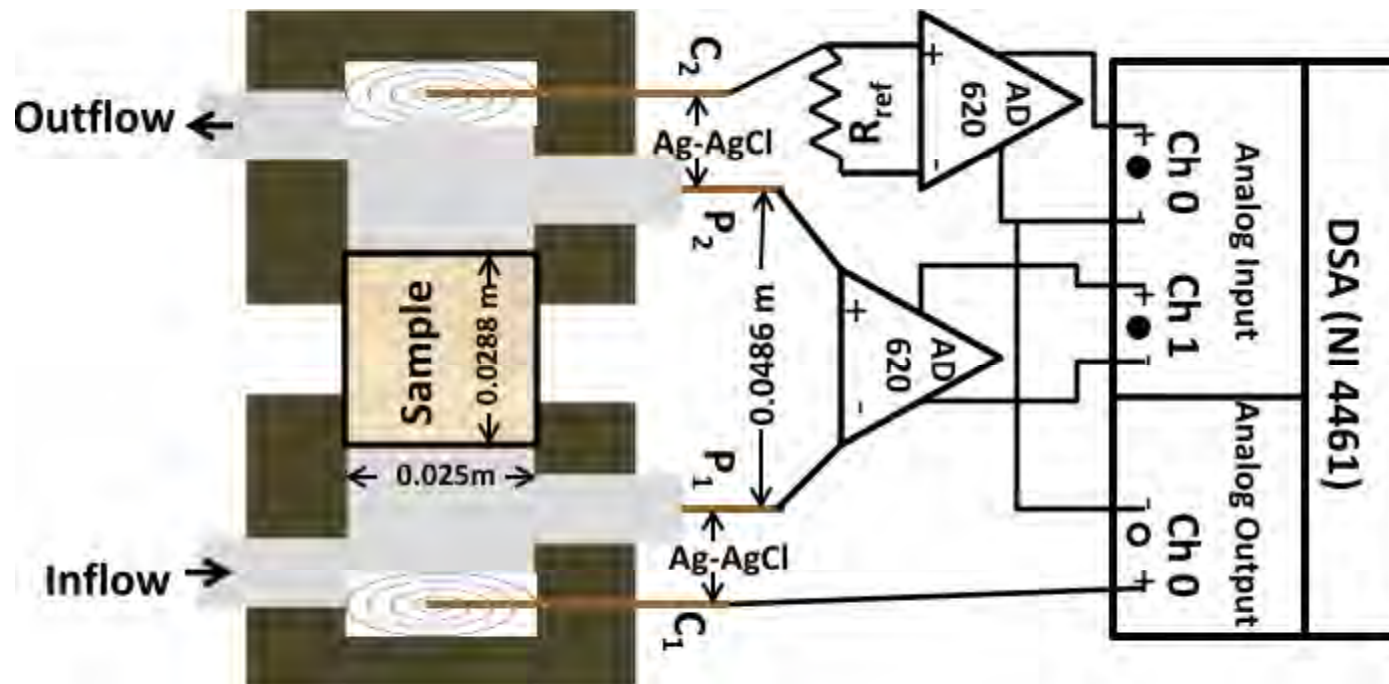 Outflow
Inflow
C2
Ag-AgCl
P2
Sample
0.0288 m
0.025m
0.0486 m
P1
Ag-AgCl
C1
Rref
+
-
AD
620
+
-
AD
620
+
Ch 0
-
+
Ch 1
-
Analog Input
-
Ch 0
+
Analog Output
DSA (NI 4461)